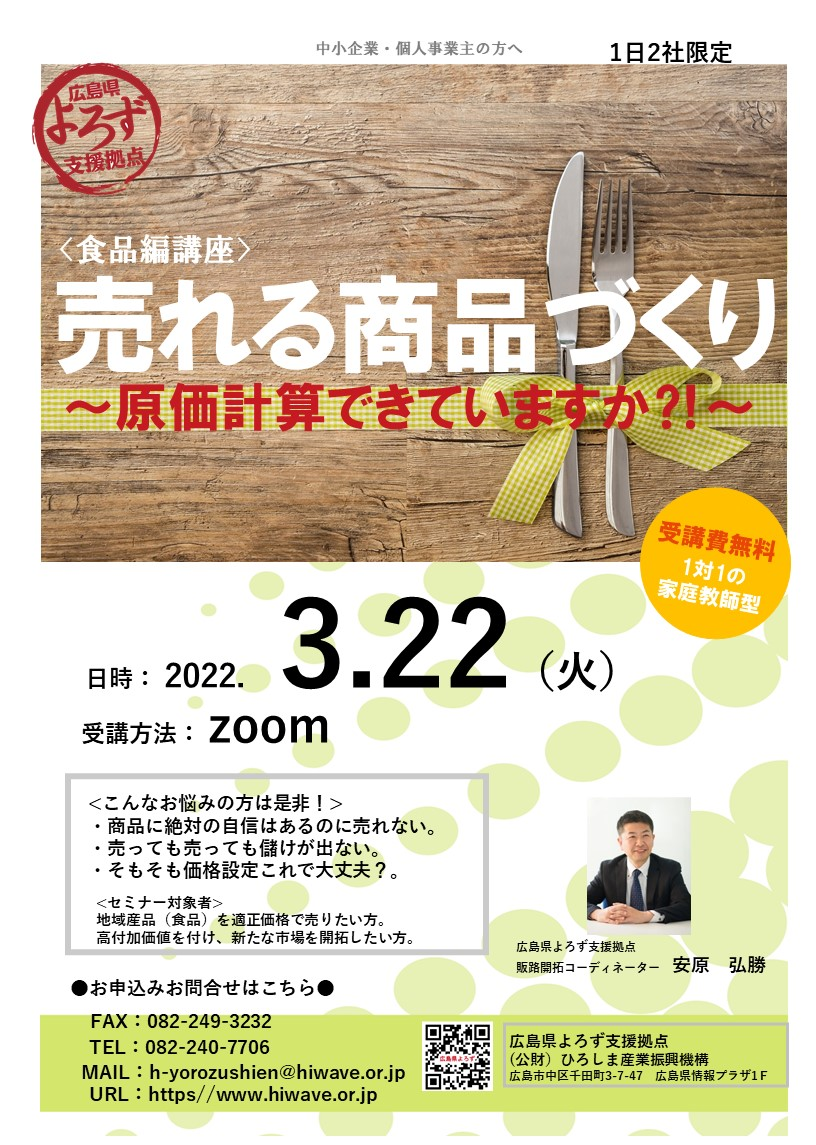 中小企業・個人事業主の方へ
1日2社限定
広島県
よろず
支援拠点
〈食品編講座〉
売れる商品づくり
～原価計算できていますか?!～
受講費無料
1対1の
家庭教師型
日時： 2022. 3.22（火）
受講方法： zoom
<こんなお悩みの方は是非！>
・商品に絶対の自信はあるのに売れない。
・売っても売っても儲けが出ない。
・そもそも価格設定これで大丈夫？。
<セミナー対象者>
地域産品（食品）を適正価格で売りたい方。
高付加価値を付け、新たな市場を開拓したい方。
広島県よろず支援拠点
販路開拓コーディネーター 安原 弘勝
●お申込みお問合せはこちら●
FAX：082-249-3232
TEL：082-240-7706
MAIL：h-yorozushien@hiwave.or.jp
URL：https//www.hiwave.or.jp
広島県よろず
広島県よろず支援拠点
(公財）ひろしま産業振興機構
広島市中区千田町3-7-47 広島県情報プラザ1F